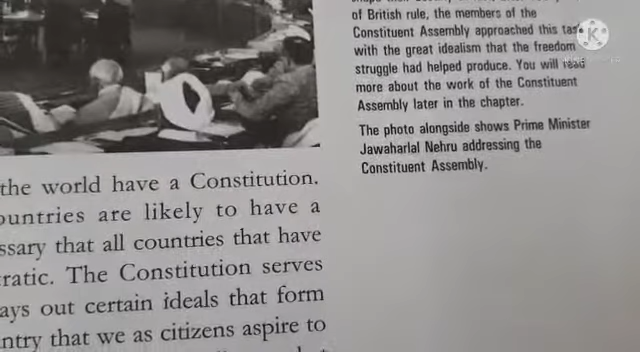 of British rule, the members of the
Constituent Assembly approached this task
with the great idealism that the freedom
struggle had helped produce. You will read
more about the work of the Constituent
Assembly later in the chapter.
The photo alongside shows Prime Minister
Jawaharlal Nehru addressing the
Constituent Assembly.
the world have a Constitution.
ountries are likely to have a
ssary that all countries that have
ratic. The Constitution serves
ays out certain ideals that form
ntry that we as citizens aspire to